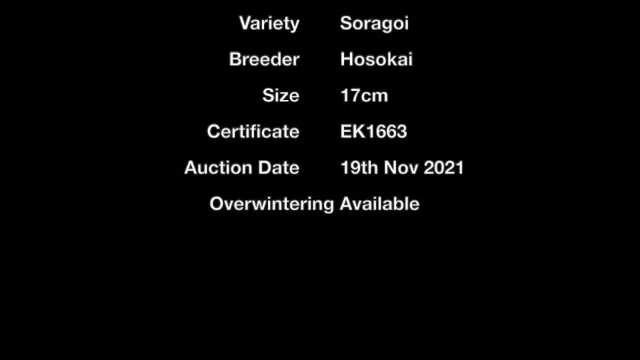 Variety Soragoi
Breeder Hosokai
Size 17cm
Certificate EK1663
Auction Date 19th Nov 2021
Overwintering Available